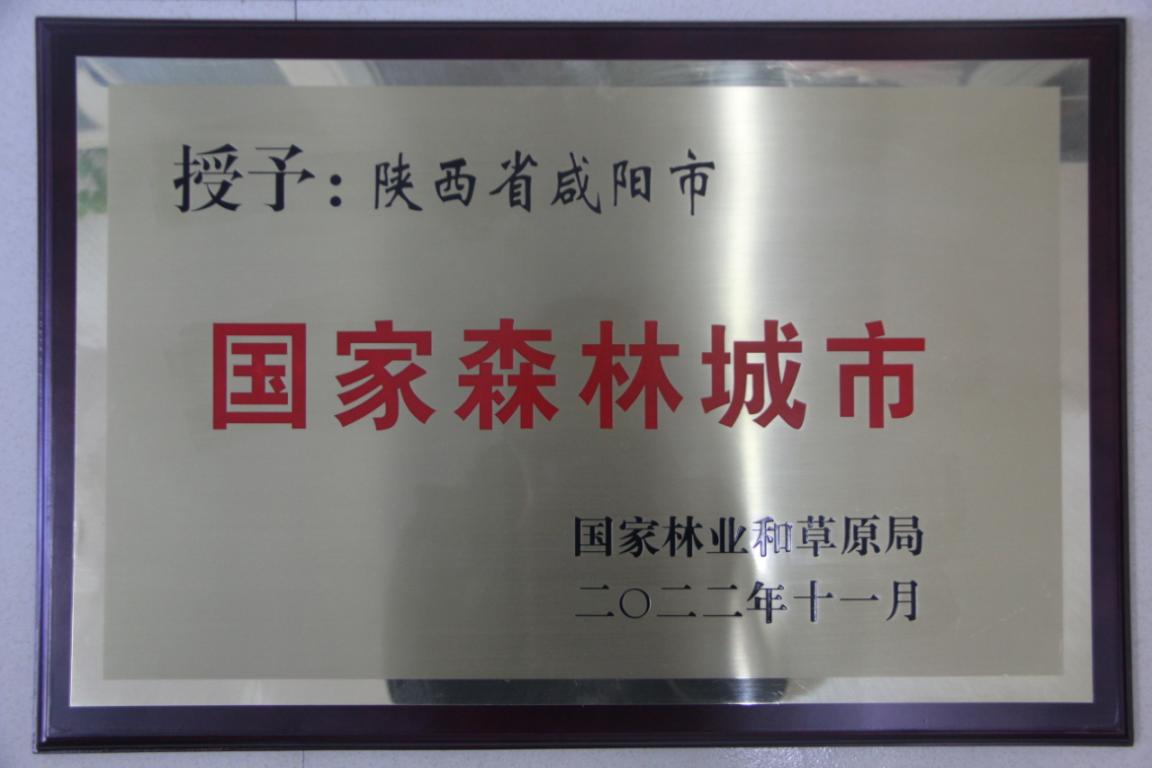 授予:陕西省咸阳市
国家森林城市
国家林业和草原局
二〇二二年十一月